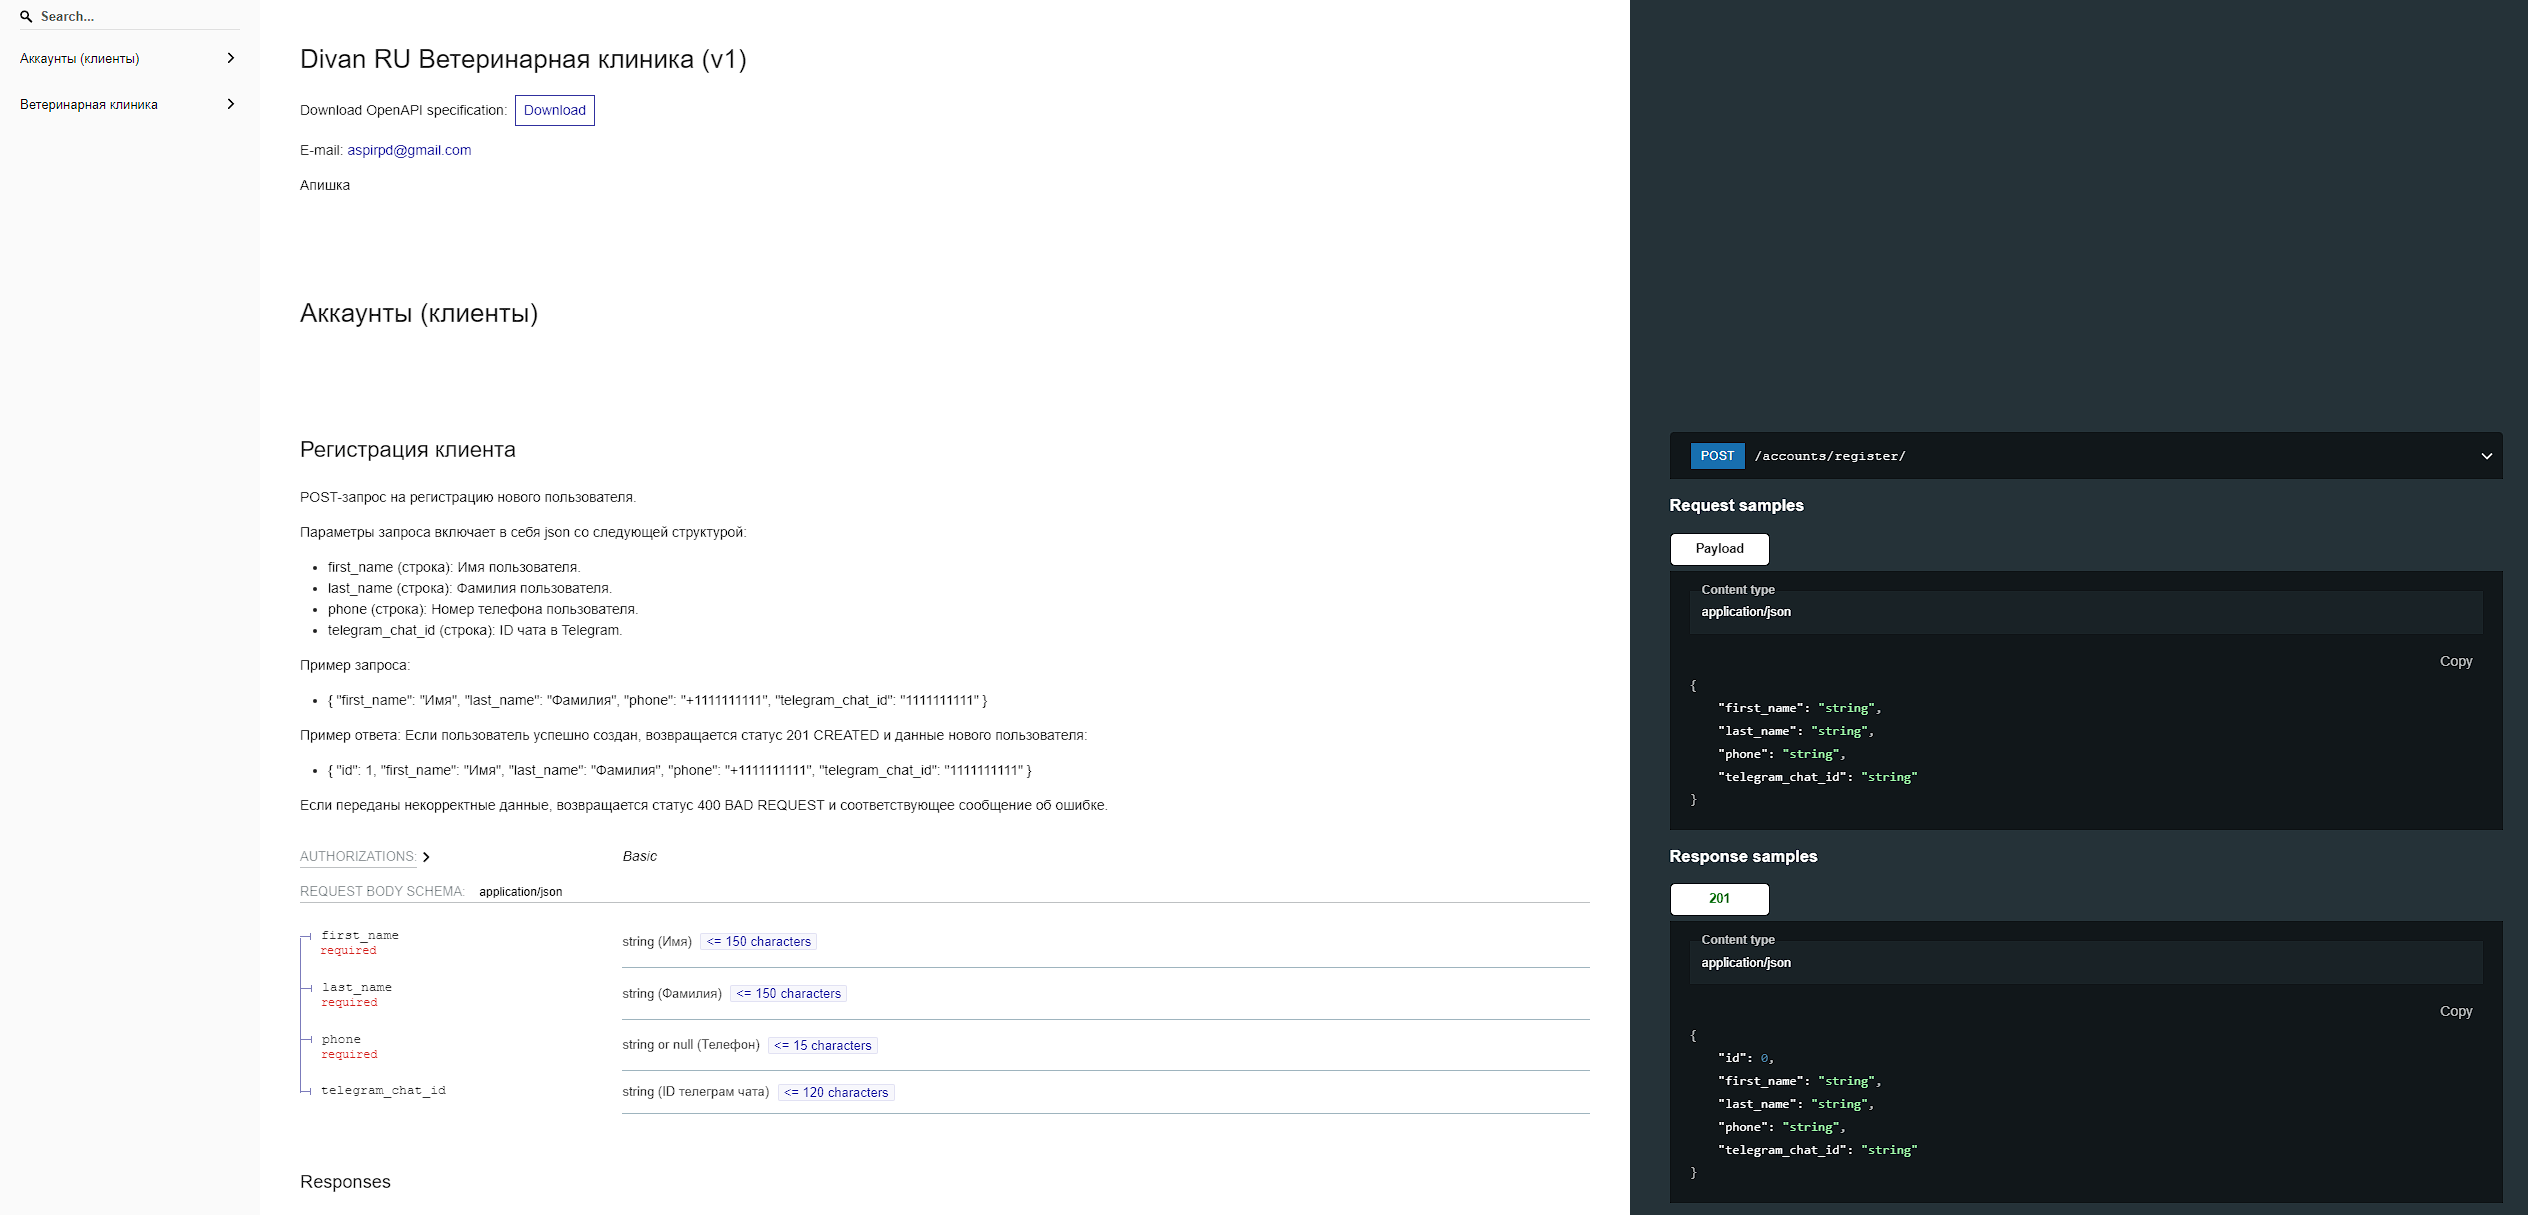 Search...
Аккаунты (клиенты)
Ветеринарная клиника
Divan RU Ветеринарная клиника (v1)
Download OpenAPI specification: Download
E-mail: aspirpd@gmail.com
Апишка
Аккаунты (клиенты)
Регистрация клиента
POST-запрос на регистрацию нового пользователя.
Параметры запроса включает в себя json со следующей структурой:
• first_name (строка): Имя пользователя.
• last_name (строка): Фамилия пользователя.
• phone (строка): Номер телефона пользователя.
• telegram_chat_id (строка): ID чата в Telegram.
Пример запроса:
• { "first_name": "Имя", "last_name": "Фамилия", "phone": "+1111111111", "telegram_chat_id": "1111111111" }
Пример ответа: Если пользователь успешно создан, возвращается статус 201 CREATED и данные нового пользователя:
• { "id": 1, "first_name": "Имя", "last_name": "Фамилия", "phone": "+1111111111", "telegram_chat_id": "1111111111" }
Если переданы некорректные данные, возвращается статус 400 BAD REQUEST и соответствующее сообщение об ошибке.
AUTHORIZATIONS: Basic
REQUEST BODY SCHEMA: application/json
first_name
required
string (Имя) <= 150 characters
last_name
required
string (Фамилия) <= 150 characters
phone
required
string or null (Телефон) <= 15 characters
telegram_chat_id
string (ID телеграм чата) <= 120 characters
Responses
POST /accounts/register/
Request samples
Payload
Content type
application/json
Copy
{
"first_name": "string",
"last_name": "string",
"phone": "string",
"telegram_chat_id": "string"
}
Response samples
201
Content type
application/json
Copy
{
"id": 0,
"first_name": "string",
"last_name": "string",
"phone": "string",
"telegram_chat_id": "string"
}